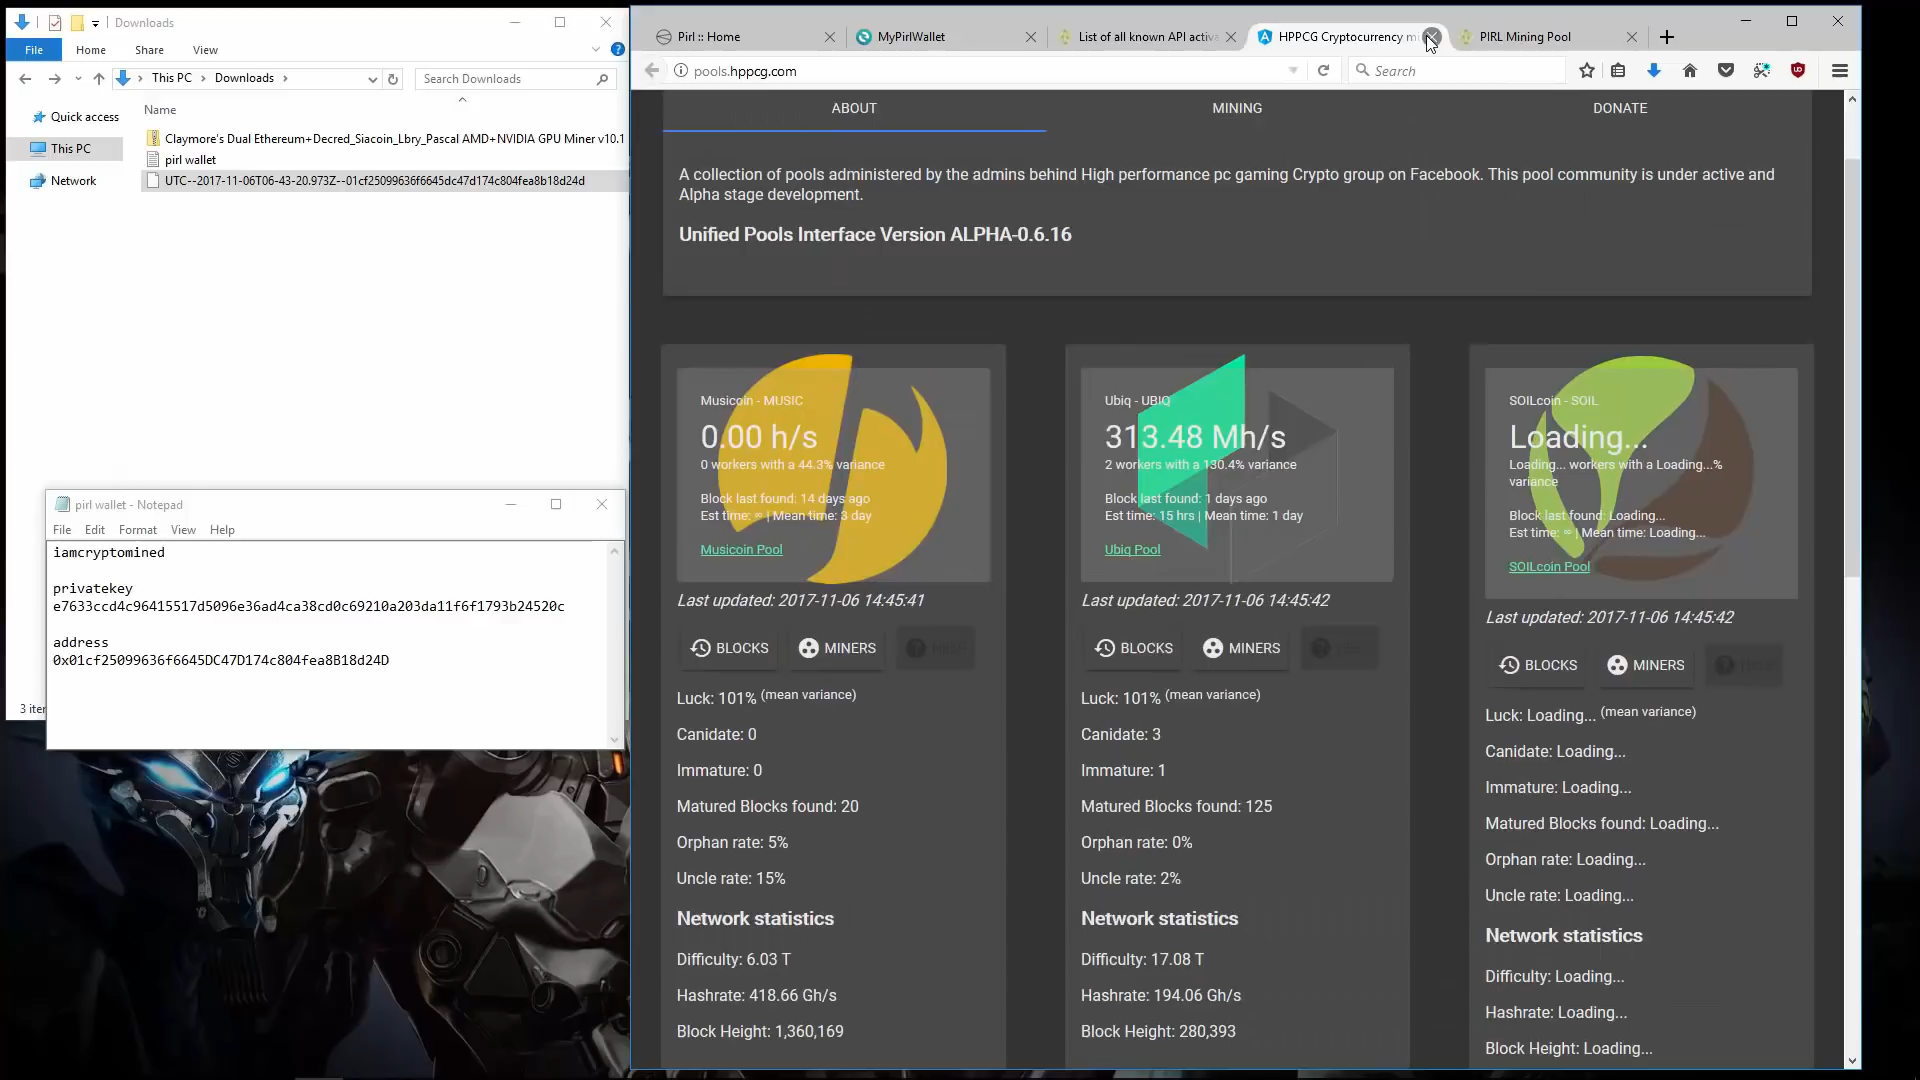 Downloads
File
Home
Share
View
This PC
Downloads
Search Downloads
Quick access
This PC
Network
Name
Claymore's Dual Ethereum+Decred_Siacoin_Lbry_Pascal AMD+NVIDIA GPU Miner v10.1
pirl wallet
UTC--2017-11-06T06-43-20.973Z--01cf25099636f6645dc47d174c804fea8b18d24d
3 iter
pirl wallet - Notepad
File
Edit
Format
View
Help
iamcryptomined
privatekey
e7633ccd4c96415517d5096e36ad4ca38cd0c69210a203da11f6f1793b24520c
address
0x01cf25099636f6645DC47D174c804fea8B18d24D
Pirl :: Home
MyPirlWallet
List of all known API activa
HPPCG Cryptocurrency mi
PIRL Mining Pool
pools.hppcg.com
Search
ABOUT
MINING
DONATE
A collection of pools administered by the admins behind High performance pc gaming Crypto group on Facebook. This pool community is under active and
Alpha stage development.
Unified Pools Interface Version ALPHA-0.6.16
Musicoin - MUSIC
0.00 h/s
0 workers with a 44.3% variance
Block last found: 14 days ago
Est time: ∞ | Mean time: 3 day
Musicoin Pool
Last updated: 2017-11-06 14:45:41
BLOCKS
MINERS
Luck: 101% (mean variance)
Canidate: 0
Immature: 0
Matured Blocks found: 20
Orphan rate: 5%
Uncle rate: 15%
Network statistics
Difficulty: 6.03 T
Hashrate: 418.66 Gh/s
Block Height: 1,360,169
Ubiq - UBIQ
313.48 Mh/s
2 workers with a 130.4% variance
Block last found: 1 days ago
Est time: 15 hrs | Mean time: 1 day
Ubiq Pool
Last updated: 2017-11-06 14:45:42
BLOCKS
MINERS
Luck: 101% (mean variance)
Canidate: 3
Immature: 1
Matured Blocks found: 125
Orphan rate: 0%
Uncle rate: 2%
Network statistics
Difficulty: 17.08 T
Hashrate: 194.06 Gh/s
Block Height: 280,393
SOILcoin - SOIL
Loading...
Loading... workers with a Loading...%
variance
Block last found: Loading...
Est time: ∞ | Mean time: Loading...
SOILcoin Pool
Last updated: 2017-11-06 14:45:42
BLOCKS
MINERS
Luck: Loading... (mean variance)
Canidate: Loading...
Immature: Loading...
Matured Blocks found: Loading...
Orphan rate: Loading...
Uncle rate: Loading...
Network statistics
Difficulty: Loading...
Hashrate: Loading...
Block Height: Loading...